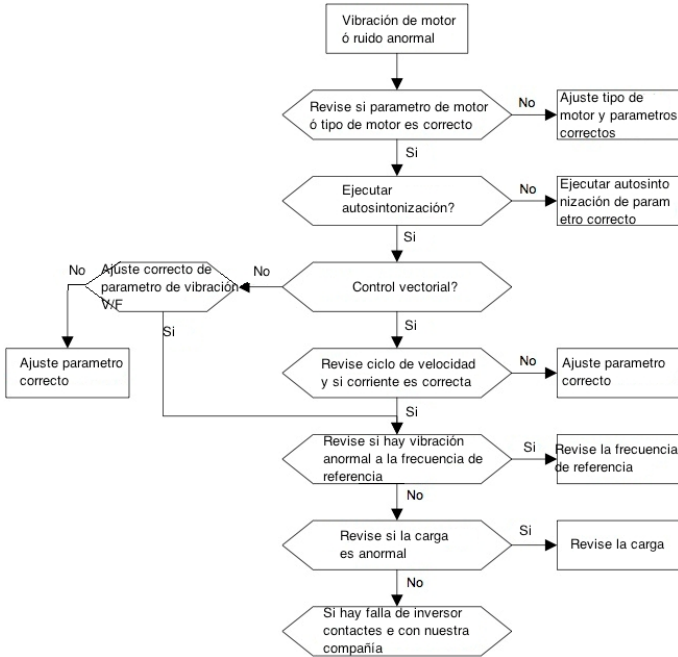 Vibración de motor
ó ruido anormal
Revise si parametro de motor
ó tipo de motor es correcto
No
Ajuste tipo de
motor y parametros
correctos
Si
Ejecutar
autosintonización?
No
Ejecutar autosinto
nización de param
etro correcto
Si
Control vectorial?
No
Ajuste correcto de
parametro de vibración
V/F
No
Ajuste parametro
correcto
Si
Si
Revise ciclo de velocidad
y si corriente es correcta
No
Ajuste parametro
correcto
Si
Revise si hay vibración
anormal a la frecuencia de
referencia
Si
Revise la frecuencia
de referencia
No
Revise si la carga
es anormal
Si
Revise la carga
No
Si hay falla de inversor
contactes e con nuestra
compañía